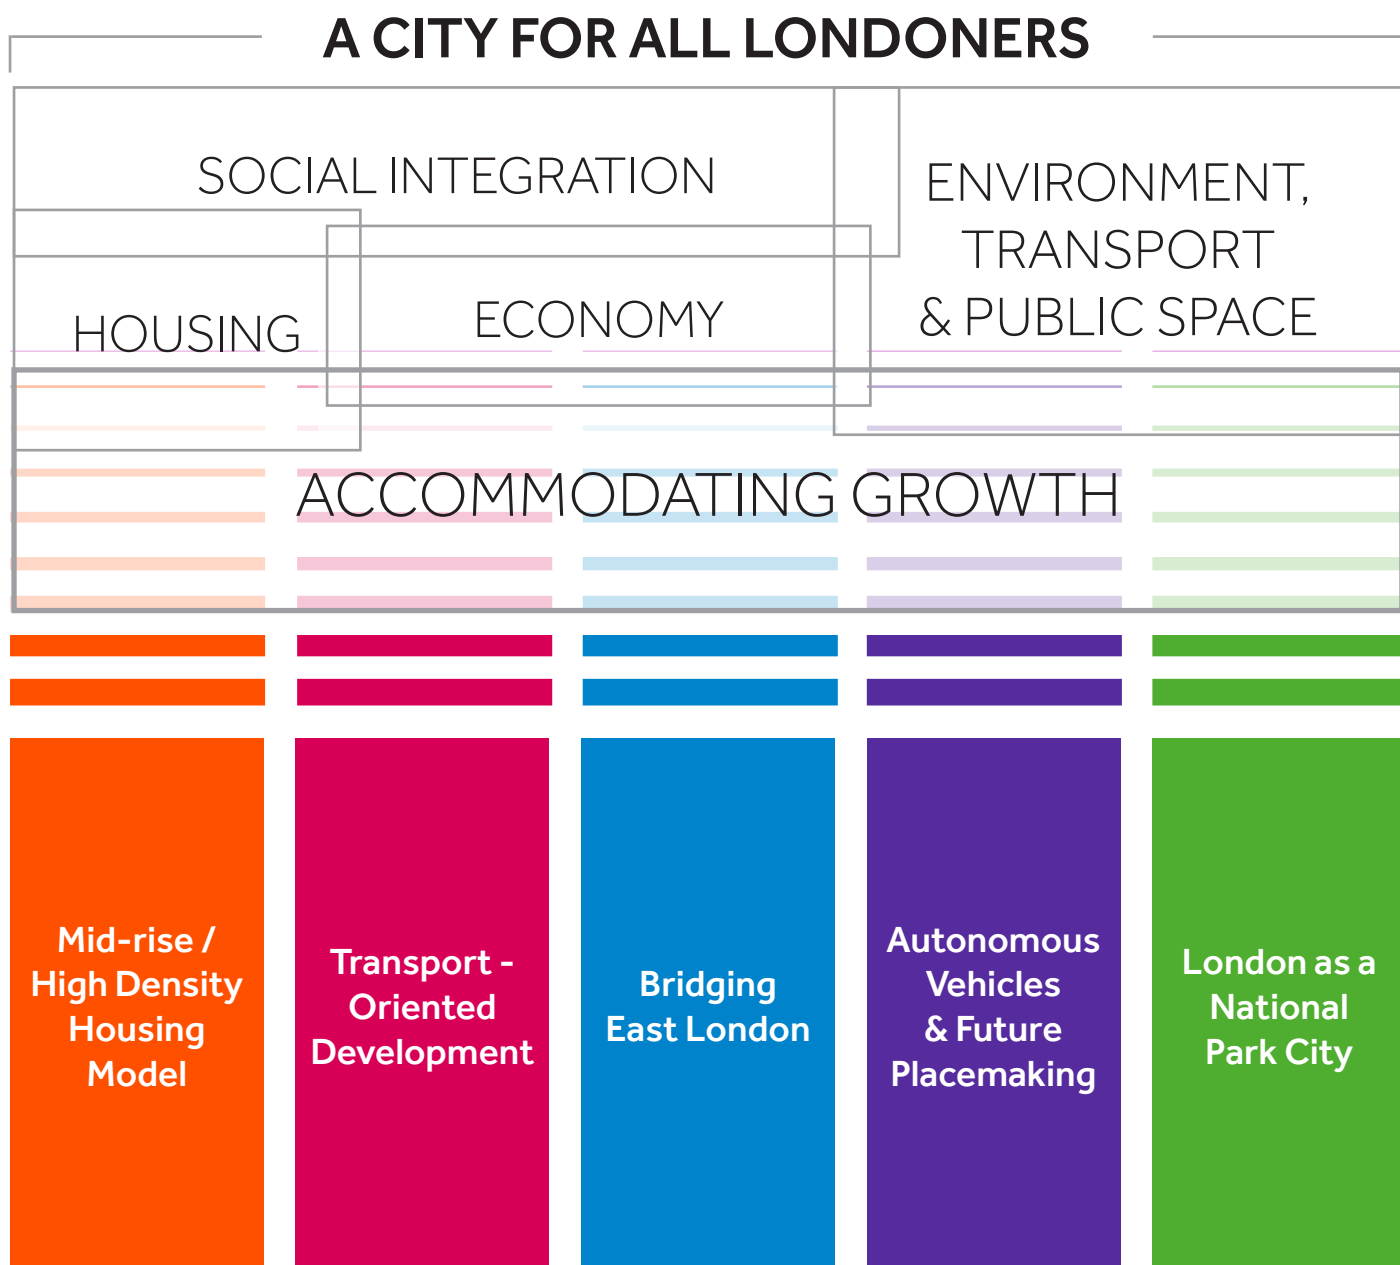 A CITY FOR ALL LONDONERS
SOCIAL INTEGRATION
ENVIRONMENT,
TRANSPORT
& PUBLIC SPACE
HOUSING
ECONOMY
ACCOMMODATING GROWTH
Mid-rise /
High Density
Housing
Model
Transport -
Oriented
Development
Bridging
East London
Autonomous
Vehicles
& Future
Placemaking
London as a
National
Park City